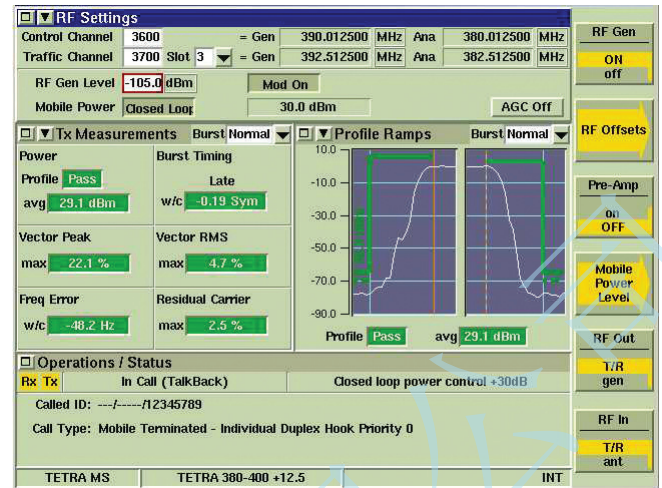 RF Settings
Control Channel 3600 = Gen 390.012500 MHz Ana 380.012500 MHz
Traffic Channel 3700 Slot 3 = Gen 392.512500 MHz Ana 382.512500 MHz
RF Gen Level -105.0 dBm Mod On
Mobile Power Closed Loop 30.0 dBm AGC Off
Tx Measurements Burst Normal
Power Burst Timing
Profile Pass Late
avg 29.1 dBm w/c -0.19 Sym
Vector Peak Vector RMS
max 22.1 % max 4.7 %
Freq Error Residual Carrier
w/c -48.2 Hz max 2.5 %
Profile Ramps Burst Normal
10.0
-10.0
-30.0
-50.0
-70.0
-90.0
Profile Pass avg 29.1 dBm
Operations / Status
Rx Tx In Call (TalkBack) Closed loop power control +30dB
Called ID: ---/-----/12345789
Call Type: Mobile Terminated - Individual Duplex Hook Priority 0
TETRA MS TETRA 380-400 +12.5 INT
RF Gen
ON
off
RF Offsets
Pre-Amp
on
OFF
Mobile
Power
Level
RF Out
T/R
gen
RF In
T/R
ant